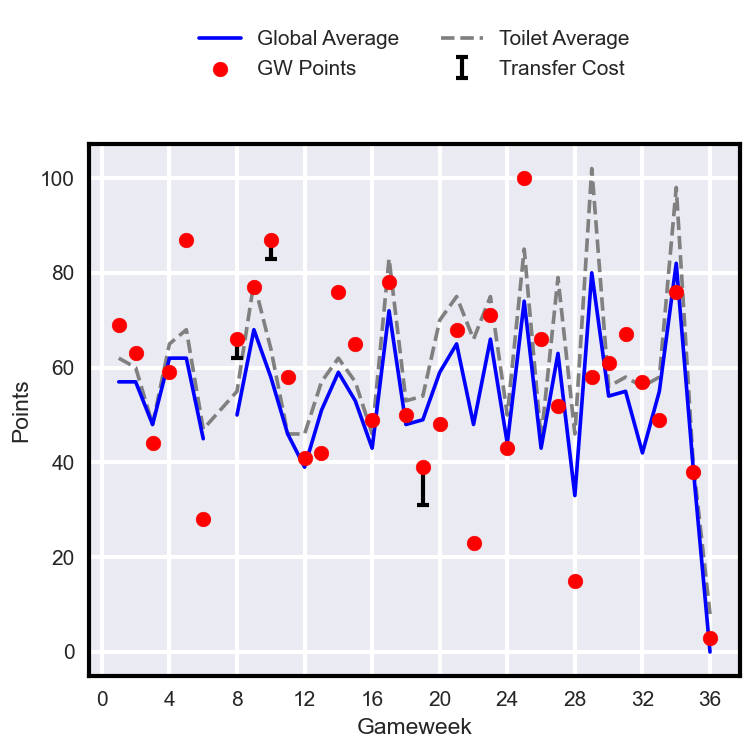 Global Average
Toilet Average
GW Points
Transfer Cost
100
80
60
40
20
0
Points
0 4 8 12 16 20 24 28 32 36
Gameweek